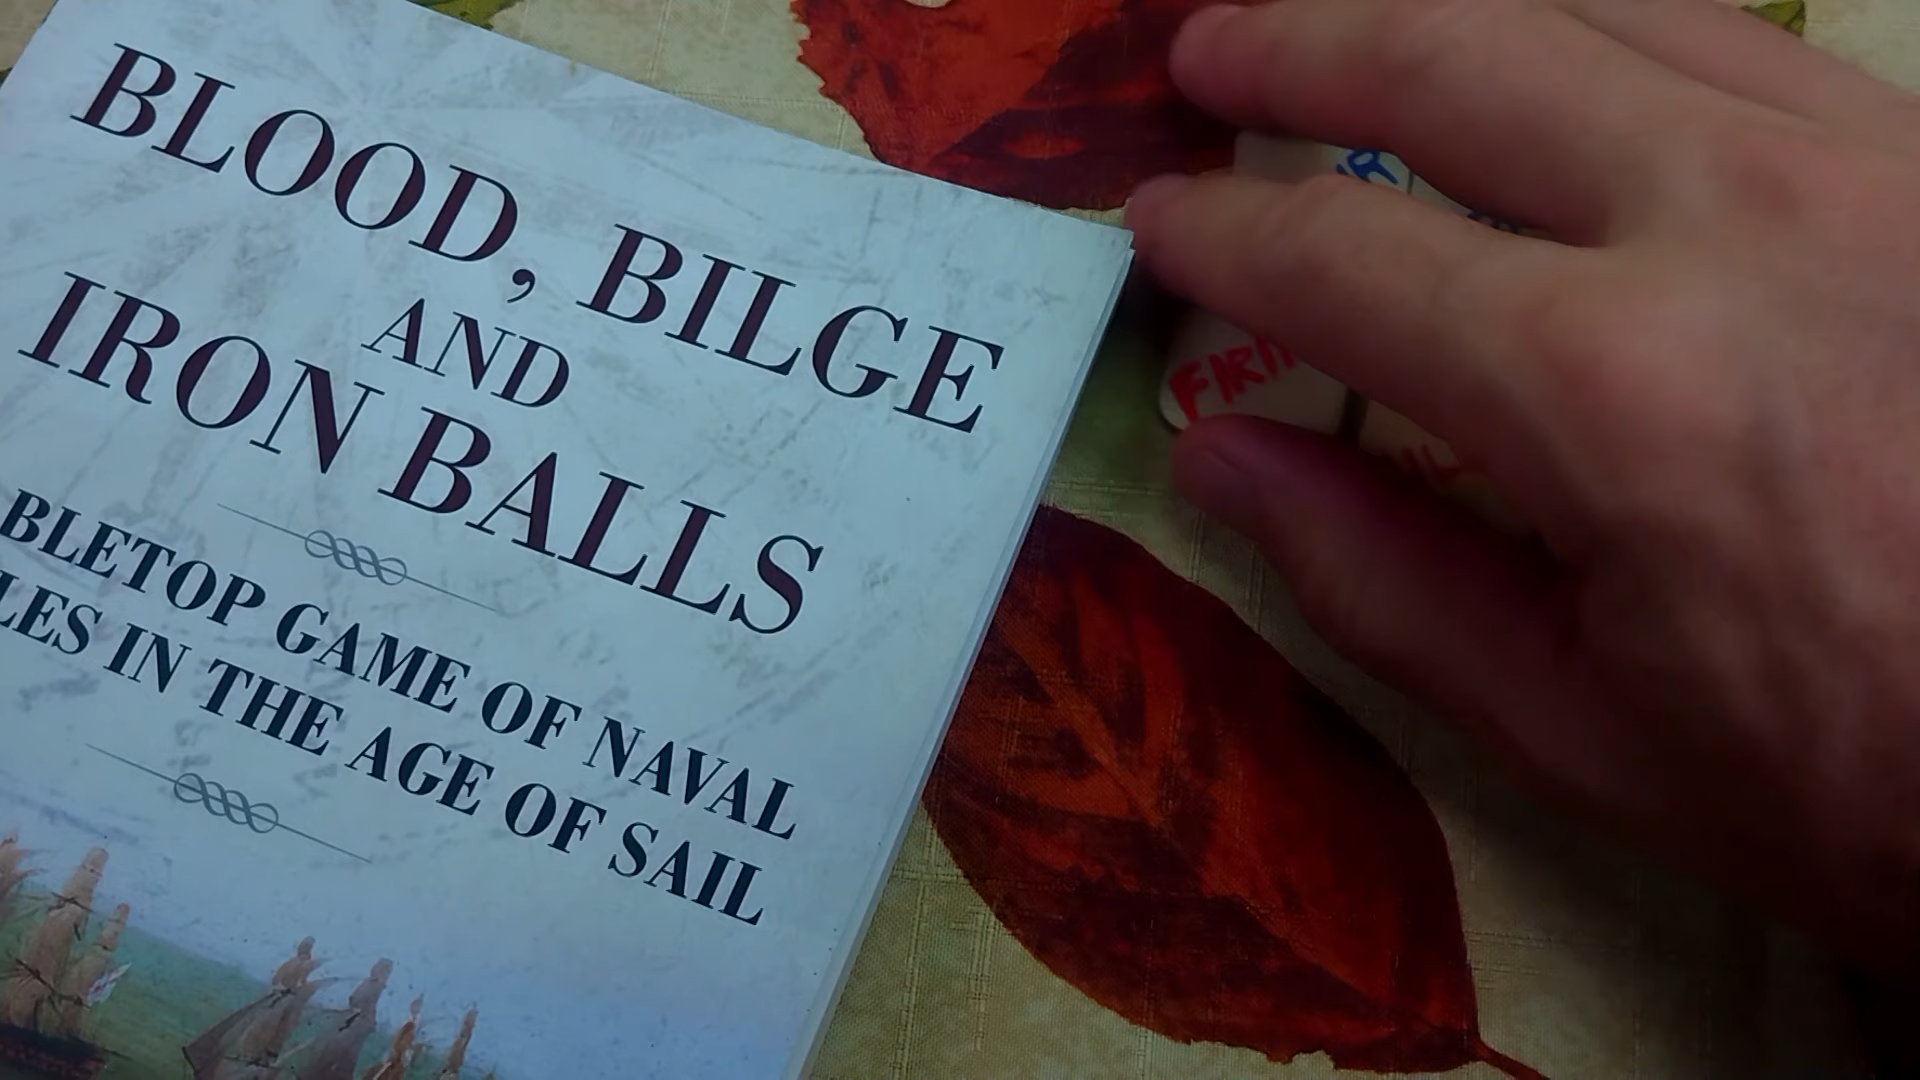 BLOOD, BILGE
AND
IRON BALLS
BLETOP GAME OF NAVAL
LES IN THE AGE OF SAIL